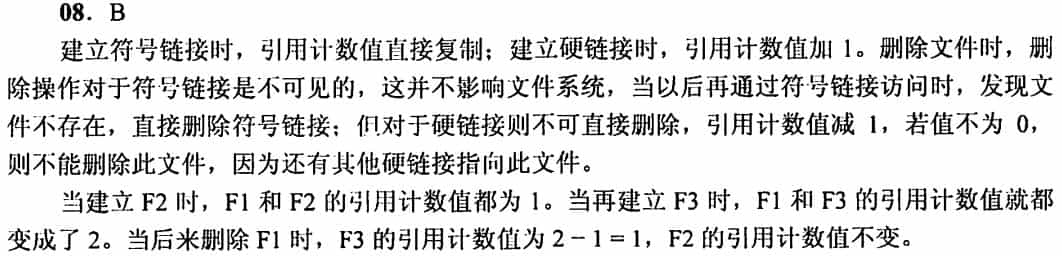 08. B
建立符号链接时，引用计数值直接复制；建立硬链接时，引用计数值加 1。删除文件时，删
除操作对于符号链接是不可见的，这并不影响文件系统，当以后再通过符号链接访问时，发现文
件不存在，直接删除符号链接；但对于硬链接则不可直接删除，引用计数值减 1，若值不为 0，
则不能删除此文件，因为还有其他硬链接指向此文件。
当建立 F2 时，F1 和 F2 的引用计数值都为 1。当再建立 F3 时，F1 和 F3 的引用计数值就都
变成了 2。当后来删除 F1 时，F3 的引用计数值为 2－1＝1，F2 的引用计数值不变。